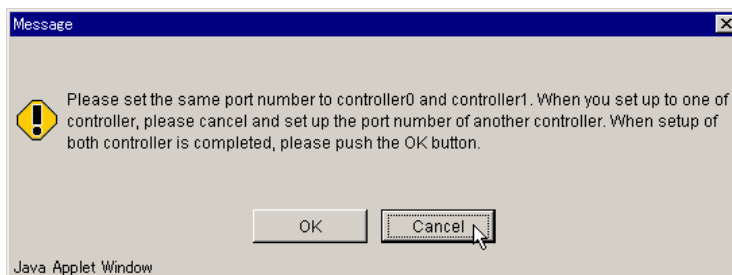 Message
Please set the same port number to controller0 and controller1. When you set up to one of
controller, please cancel and set up the port number of another controller. When setup of
both controller is completed, please push the OK button.
OK
Cancel
Java Applet Window